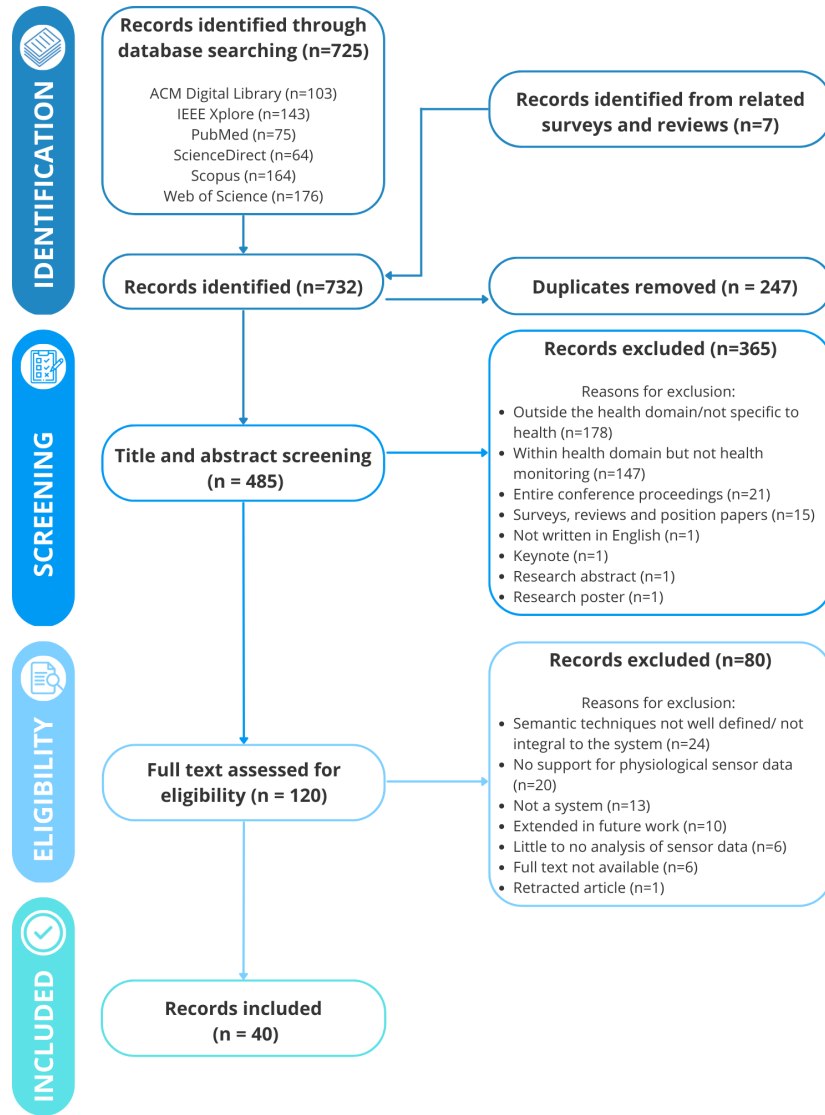 IDENTIFICATION
Records identified through
database searching (n=725)
ACM Digital Library (n=103)
IEEE Xplore (n=143)
PubMed (n=75)
ScienceDirect (n=64)
Scopus (n=164)
Web of Science (n=176)
Records identified from related
surveys and reviews (n=7)
Records identified (n=732)
Duplicates removed (n = 247)
SCREENING
Title and abstract screening
(n = 485)
Records excluded (n=365)
Reasons for exclusion:
• Outside the health domain/not specific to
health (n=178)
• Within health domain but not health
monitoring (n=147)
• Entire conference proceedings (n=21)
• Surveys, reviews and position papers (n=15)
• Not written in English (n=1)
• Keynote (n=1)
• Research abstract (n=1)
• Research poster (n=1)
ELIGIBILITY
Full text assessed for
eligibility (n = 120)
Records excluded (n=80)
Reasons for exclusion:
• Semantic techniques not well defined/ not
integral to the system (n=24)
• No support for physiological sensor data
(n=20)
• Not a system (n=13)
• Extended in future work (n=10)
• Little to no analysis of sensor data (n=6)
• Full text not available (n=6)
• Retracted article (n=1)
INCLUDED
Records included
(n = 40)